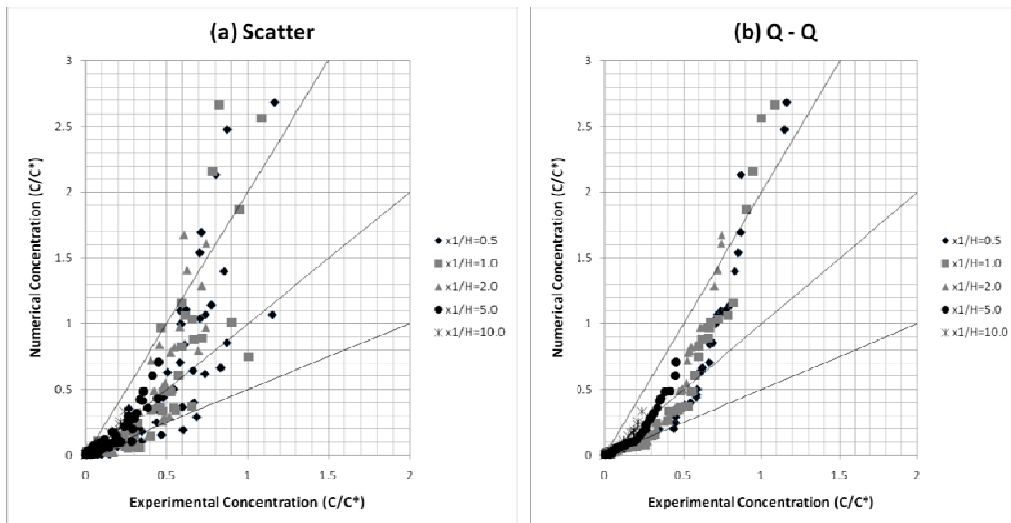 (a) Scatter
Numerical Concentration (C/C*)
3
2.5
2
1.5
1
0.5
0
0 0.5 1 1.5 2
Experimental Concentration (C/C*)
x1/H=0.5
x1/H=1.0
x1/H=2.0
x1/H=5.0
x1/H=10.0
(b) Q - Q
Numerical Concentration (C/C*)
3
2.5
2
1.5
1
0.5
0
0 0.5 1 1.5 2
Experimental Concentration (C/C*)
x1/H=0.5
x1/H=1.0
x1/H=2.0
x1/H=5.0
x1/H=10.0